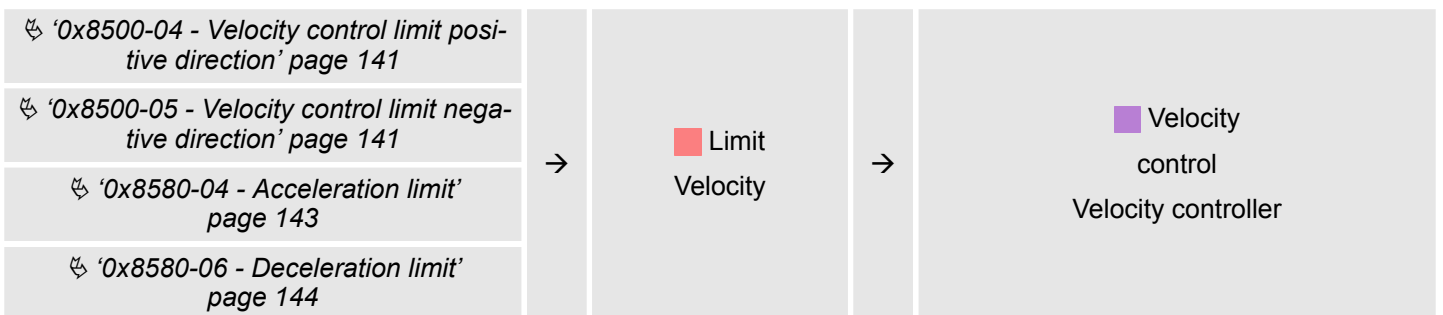 ↳ '0x8500-04 - Velocity control limit posi-
tive direction' page 141
↳ '0x8500-05 - Velocity control limit nega-
tive direction' page 141
↳ '0x8580-04 - Acceleration limit'
page 143
↳ '0x8580-06 - Deceleration limit'
page 144
→
Limit
Velocity
→
Velocity
control
Velocity controller